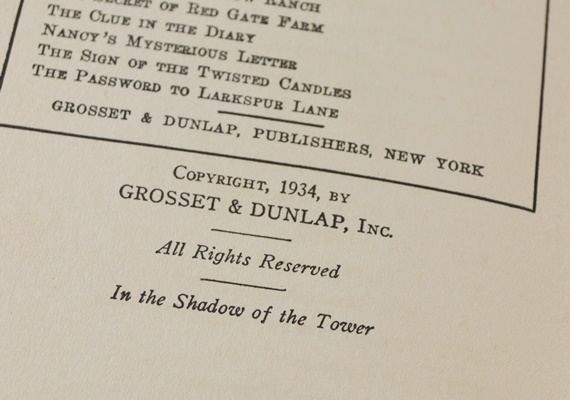 SECRET OF RED GATE FARM
THE CLUE IN THE DIARY
NANCY'S MYSTERIOUS LETTER
THE SIGN OF THE TWISTED CANDLES
THE PASSWORD TO LARKSPUR LANE
GROSSET & DUNLAP, PUBLISHERS, NEW YORK
COPYRIGHT, 1934, BY
GROSSET & DUNLAP, INC.
All Rights Reserved
In the Shadow of the Tower